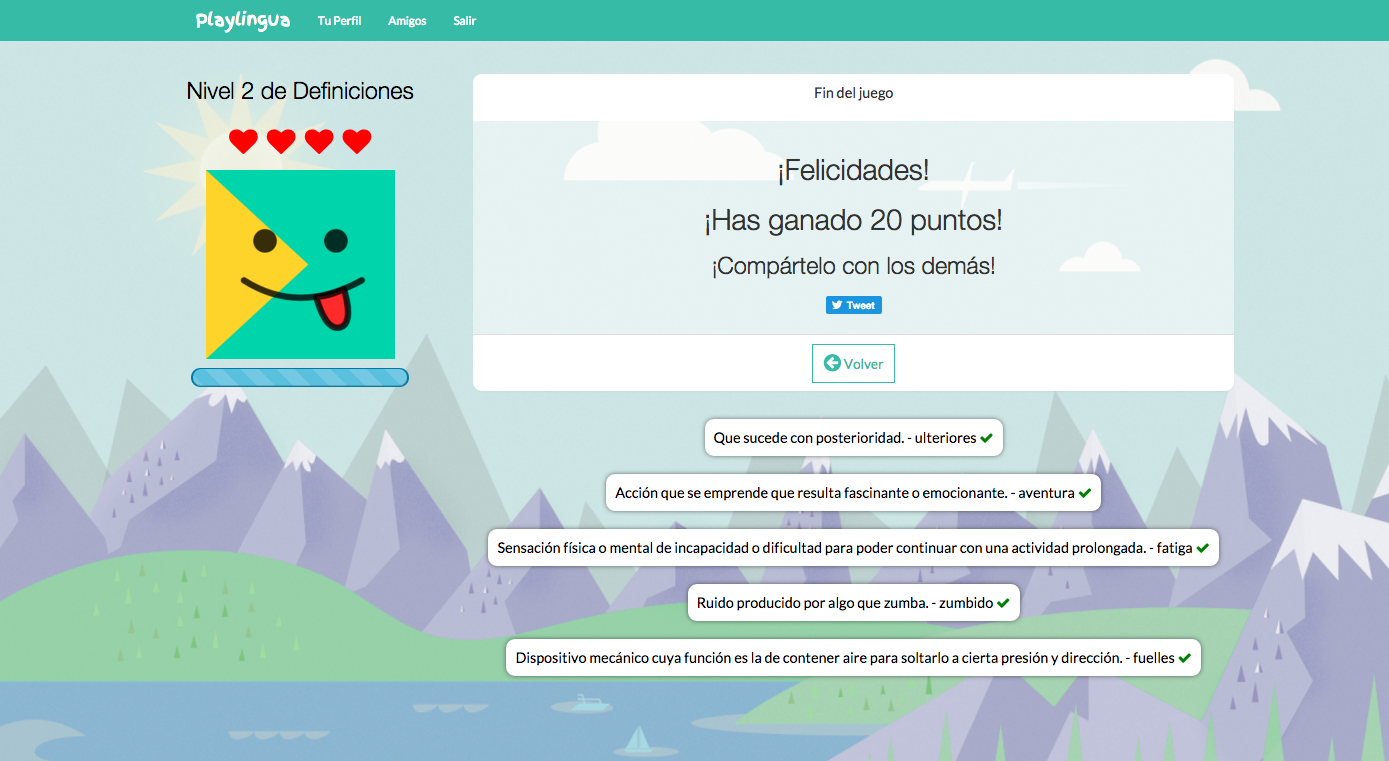 Playlingua Tu Perfil Amigos Salir
Nivel 2 de Definiciones
Fin del juego
¡Felicidades!
¡Has ganado 20 puntos!
¡Compártelo con los demás!
Tweet
Volver
Que sucede con posterioridad. - ulteriores
Acción que se emprende que resulta fascinante o emocionante. - aventura
Sensación física o mental de incapacidad o dificultad para poder continuar con una actividad prolongada. - fatiga
Ruido producido por algo que zumba. - zumbido
Dispositivo mecánico cuya función es la de contener aire para soltarlo a cierta presión y dirección. - fuelles